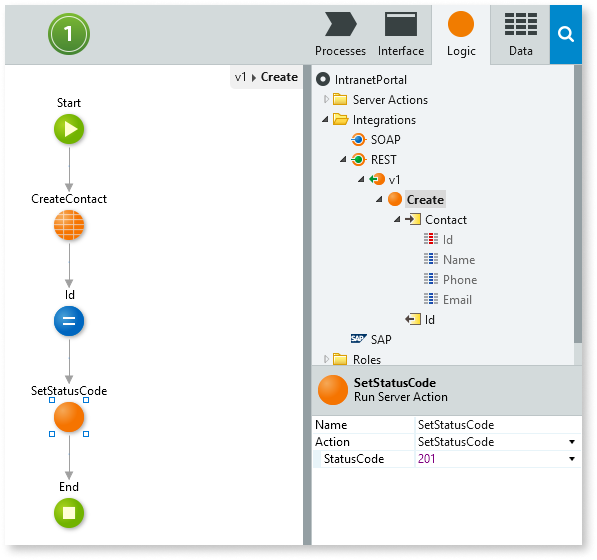 1
Processes
Interface
Logic
Data
v1 Create
Start
CreateContact
Id
SetStatusCode
End
IntranetPortal
Server Actions
Integrations
SOAP
REST
v1
Create
Contact
Id
Name
Phone
Email
Id
SAP SAP
Roles
SetStatusCode
Run Server Action
Name SetStatusCode
Action SetStatusCode
StatusCode 201